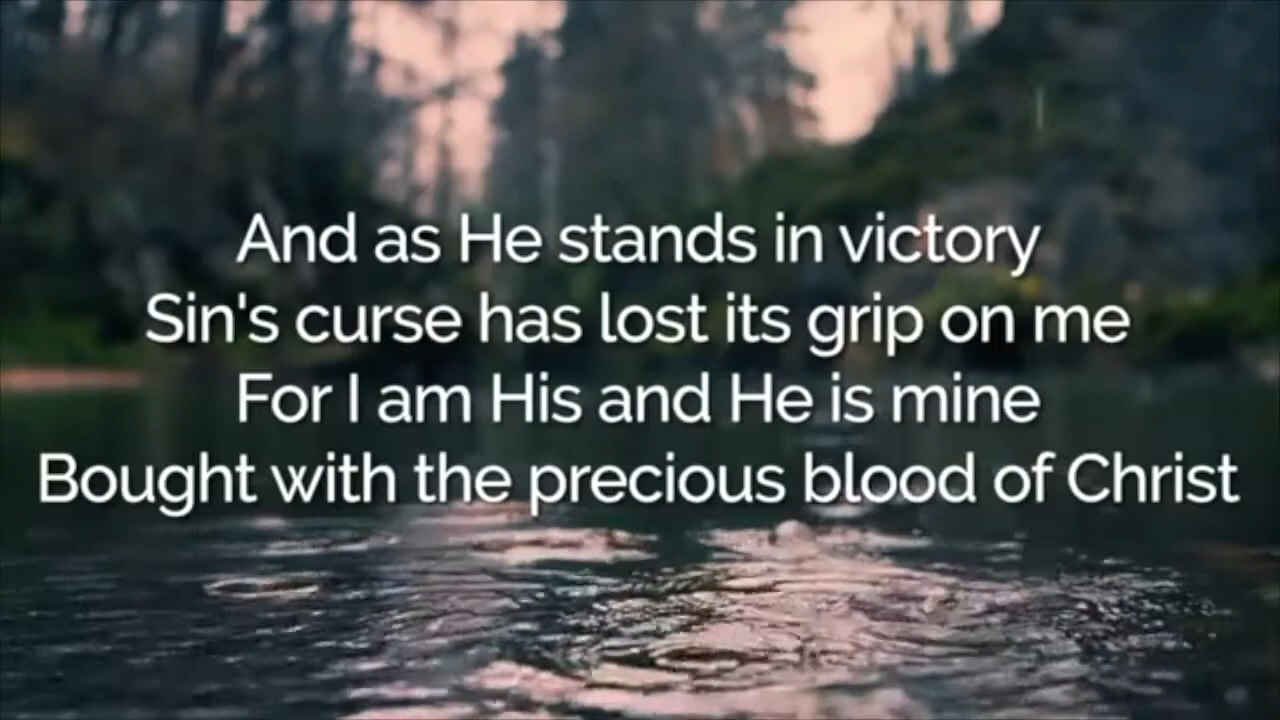 And as He stands in victory
Sin's curse has lost its grip on me
For I am His and He is mine
Bought with the precious blood of Christ